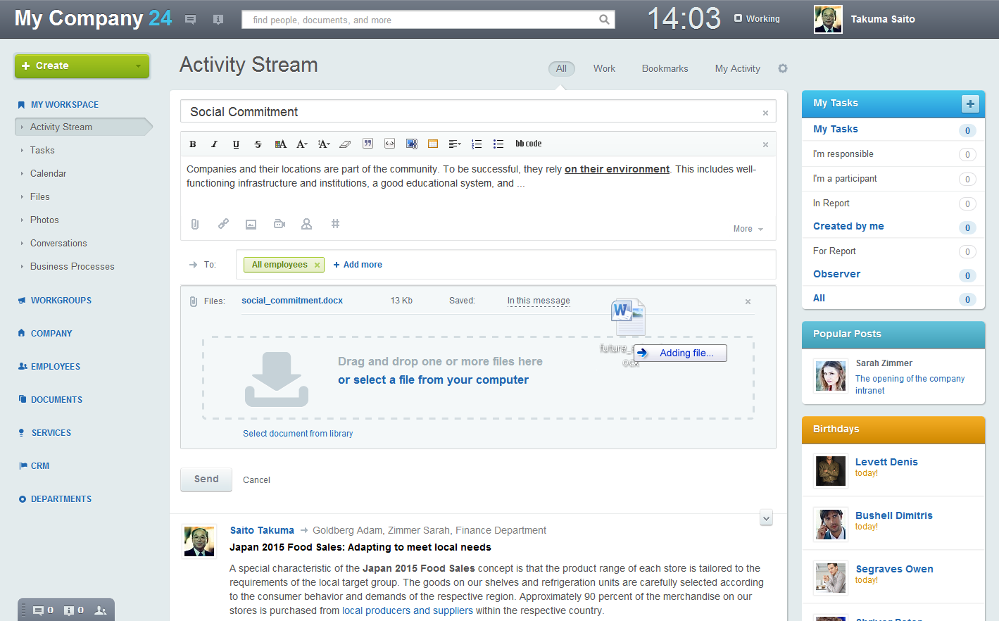 My Company 24
find people, documents, and more
14:03
Working
Takuma Saito
Create
MY WORKSPACE
Activity Stream
Tasks
Calendar
Files
Photos
Conversations
Business Processes
WORKGROUPS
COMPANY
EMPLOYEES
DOCUMENTS
SERVICES
CRM
DEPARTMENTS
0 0
Activity Stream
All Work Bookmarks My Activity
Social Commitment
B I U S A A A bb code
Companies and their locations are part of the community. To be successful, they rely on their environment. This includes well-
functioning infrastructure and institutions, a good educational system, and ...
More
To: All employees × + Add more
Files: social_commitment.docx 13 Kb Saved: In this message
Adding file...
Drag and drop one or more files here
or select a file from your computer
Select document from library
Send Cancel
Saito Takuma → Goldberg Adam, Zimmer Sarah, Finance Department
Japan 2015 Food Sales: Adapting to meet local needs
A special characteristic of the Japan 2015 Food Sales concept is that the product range of each store is tailored to the
requirements of the local target group. The goods on our shelves and refrigeration units are carefully selected according
to the consumer behavior and demands of the respective region. Approximately 90 percent of the merchandise on our
stores is purchased from local producers and suppliers within the respective country.
My Tasks +
My Tasks 0
I'm responsible 0
I'm a participant 0
In Report 0
Created by me 0
For Report 0
Observer 0
All 0
Popular Posts
Sarah Zimmer
The opening of the company
intranet
Birthdays
Levett Denis
today!
Bushell Dimitris
today!
Segraves Owen
today!